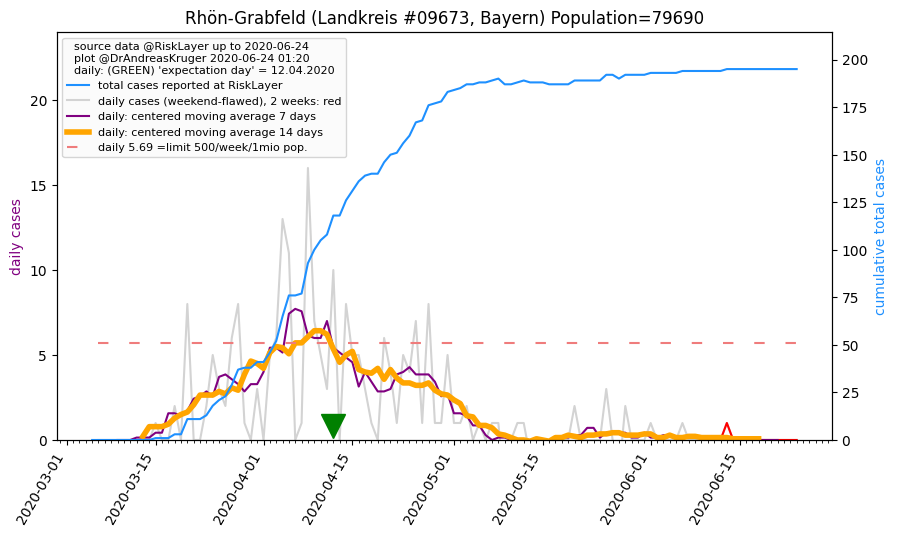 Rhön-Grabfeld (Landkreis #09673, Bayern) Population=79690
source data @RiskLayer up to 2020-06-24
plot @DrAndreasKruger 2020-06-24 01:20
daily: (GREEN) 'expectation day' = 12.04.2020
total cases reported at RiskLayer
daily cases (weekend-flawed), 2 weeks: red
daily: centered moving average 7 days
daily: centered moving average 14 days
daily 5.69 =limit 500/week/1mio pop.
daily cases
20
15
10
5
0
cumulative total cases
200
175
150
125
100
75
50
25
0
2020-03-01
2020-03-15
2020-04-01
2020-04-15
2020-05-01
2020-05-15
2020-06-01
2020-06-15